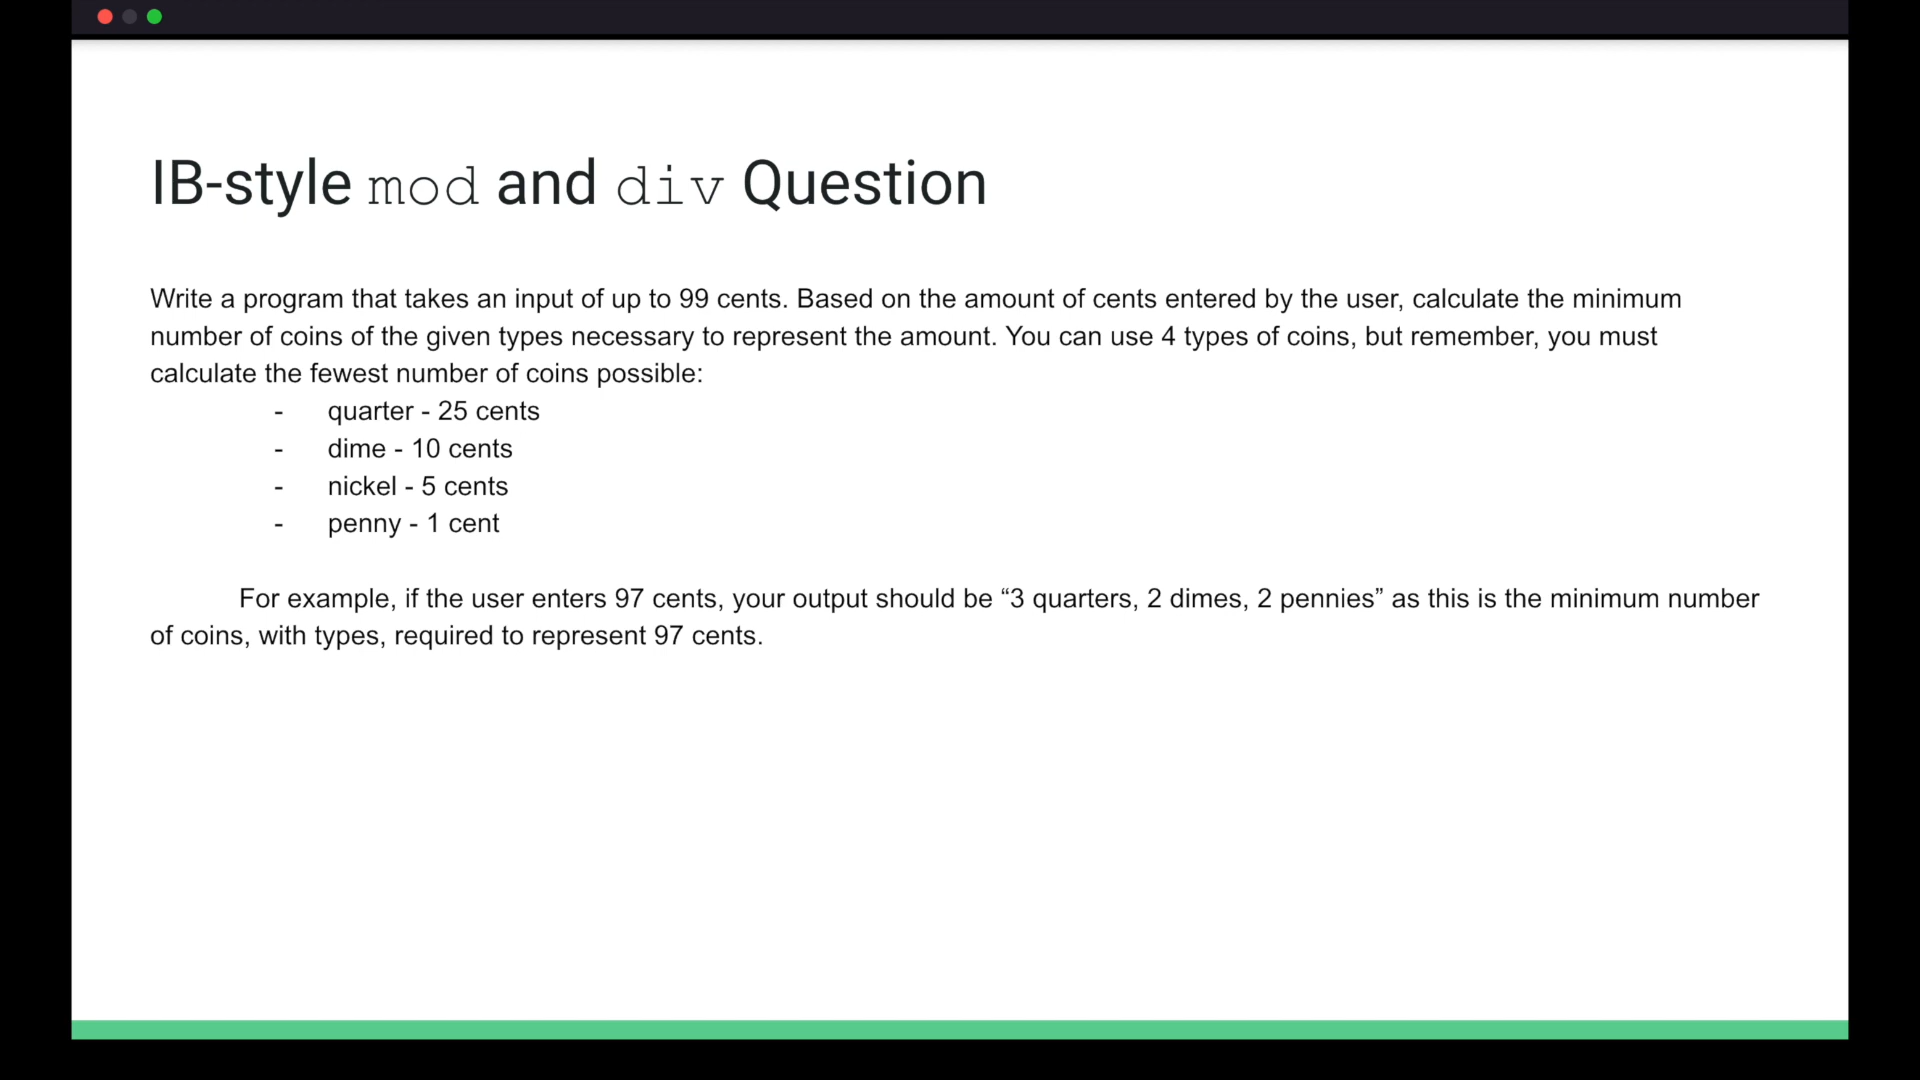 IB-style mod and div Question
Write a program that takes an input of up to 99 cents. Based on the amount of cents entered by the user, calculate the minimum
number of coins of the given types necessary to represent the amount. You can use 4 types of coins, but remember, you must
calculate the fewest number of coins possible:
- quarter - 25 cents
- dime - 10 cents
- nickel - 5 cents
- penny - 1 cent
For example, if the user enters 97 cents, your output should be “3 quarters, 2 dimes, 2 pennies” as this is the minimum number
of coins, with types, required to represent 97 cents.